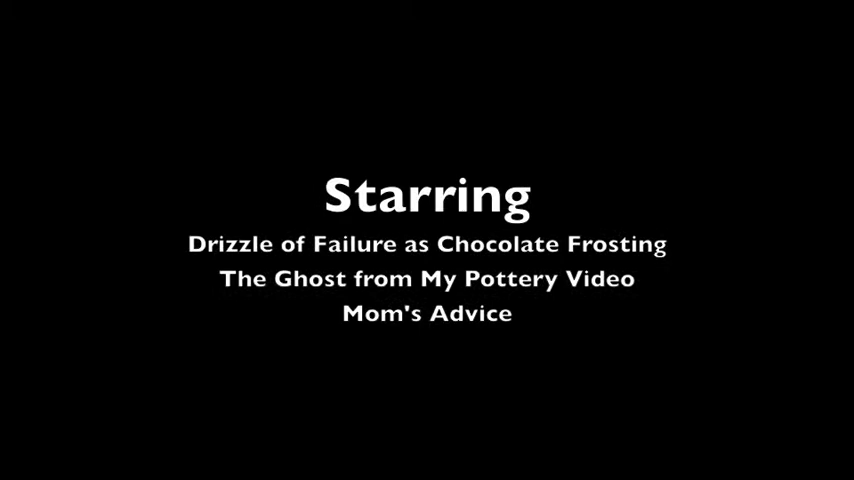 Starring
Drizzle of Failure as Chocolate Frosting
The Ghost from My Pottery Video
Mom's Advice